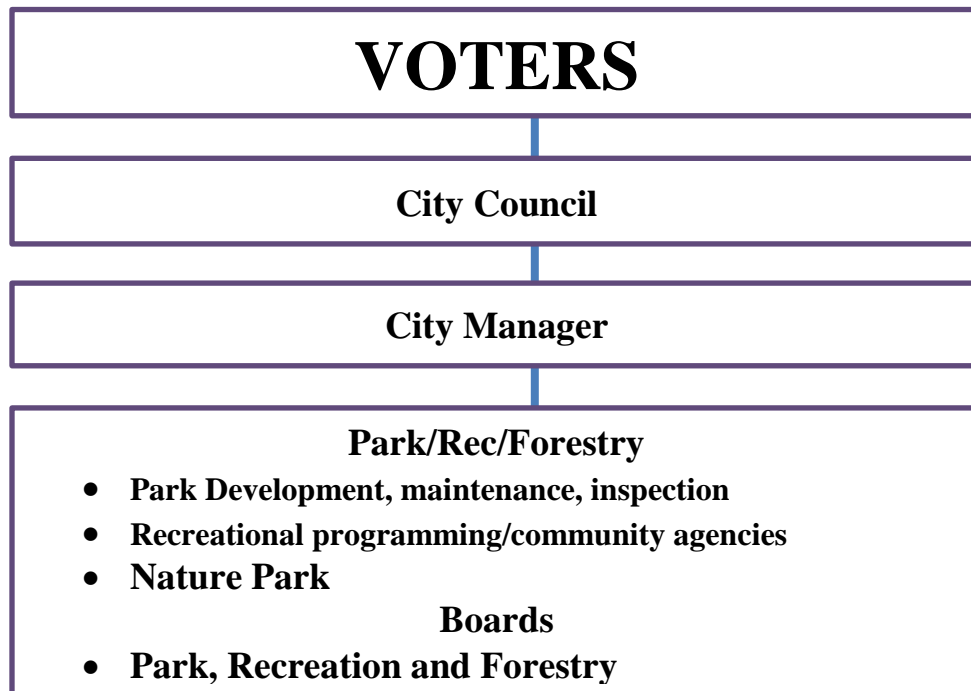 VOTERS
City Council
City Manager
Park/Rec/Forestry
• Park Development, maintenance, inspection
• Recreational programming/community agencies
• Nature Park
Boards
• Park, Recreation and Forestry